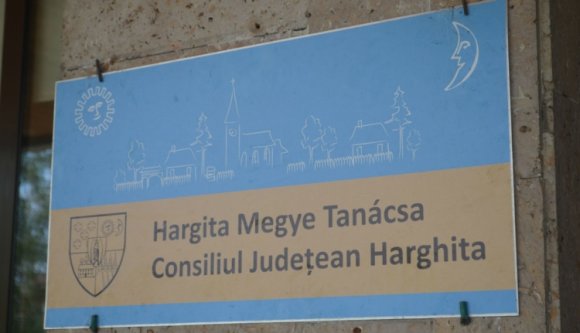 Hargita Megye Tanácsa
Consiliul Județean Harghita